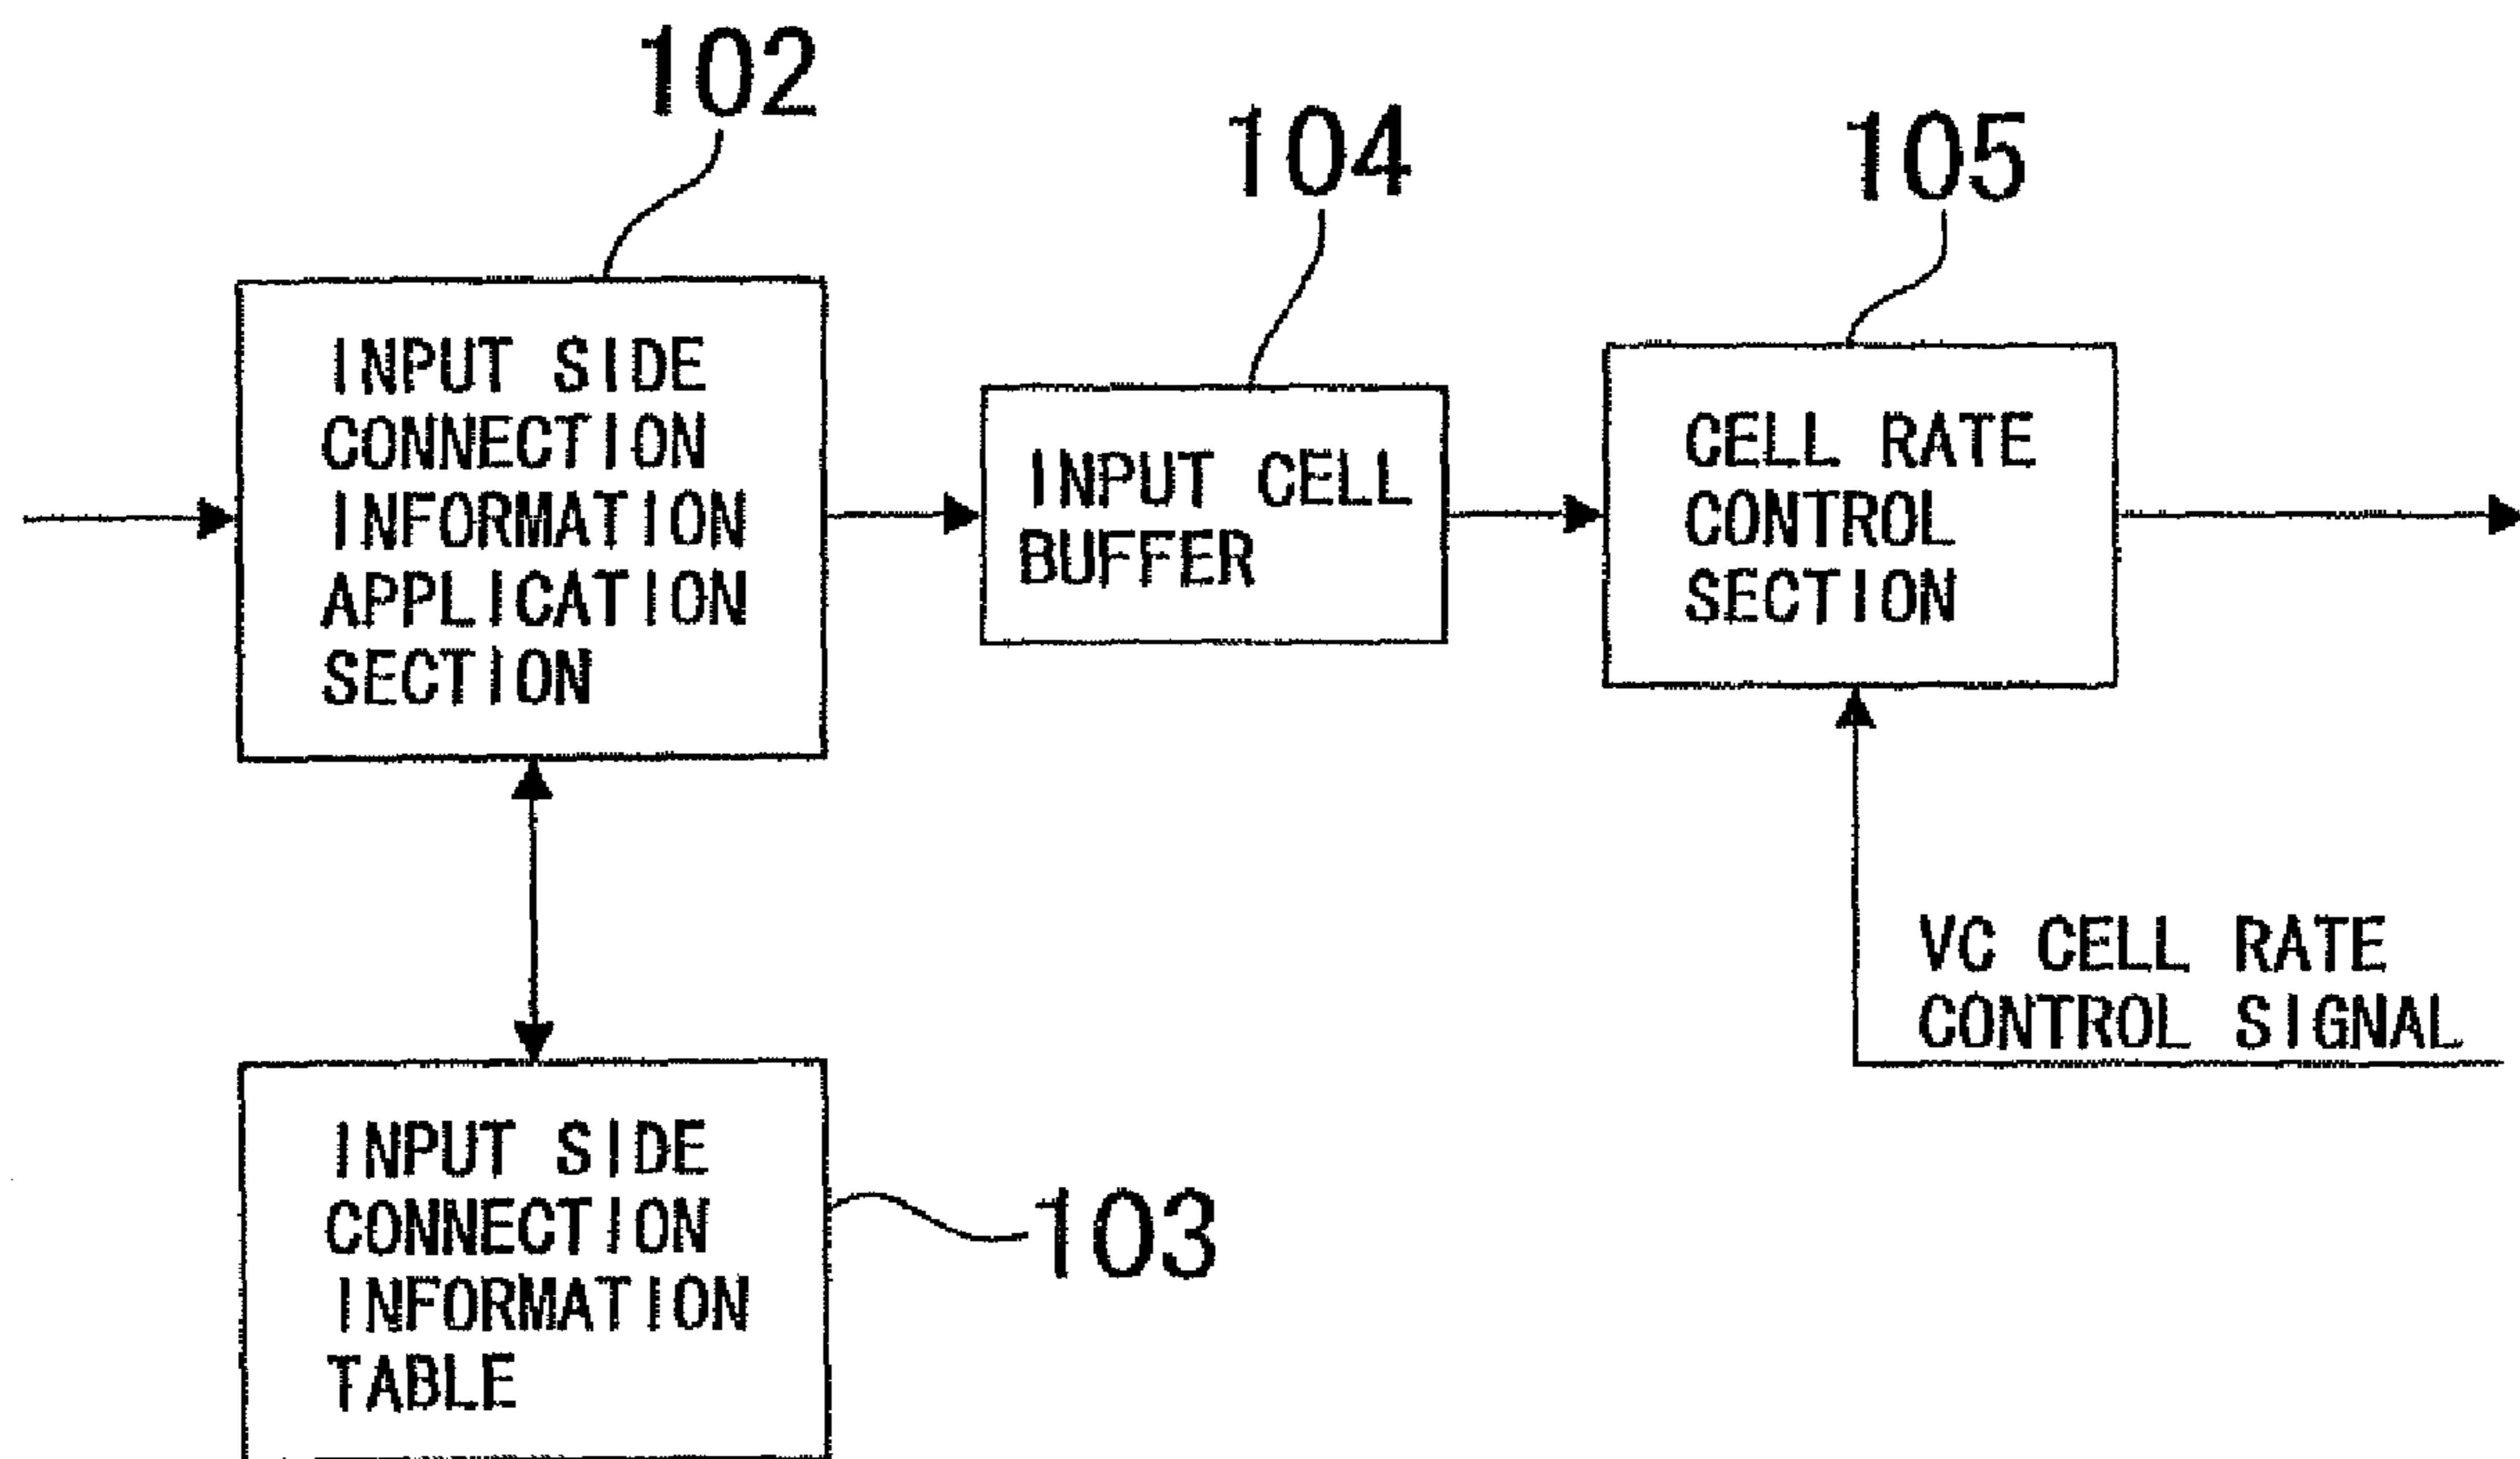 102
104
105
INPUT SIDE
CONNECTION
INFORMATION
APPLICATION
SECTION
INPUT CELL
BUFFER
CELL RATE
CONTROL
SECTION
VC CELL RATE
CONTROL SIGNAL
INPUT SIDE
CONNECTION
INFORMATION
TABLE
103